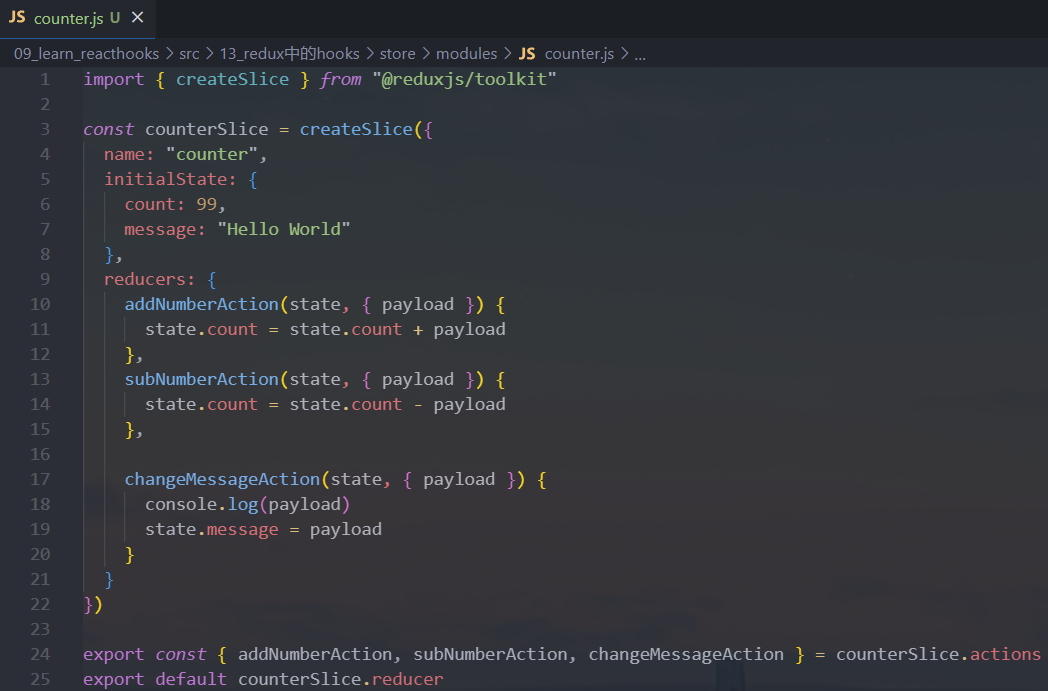 JS counter.js U ×
09_learn_reacthooks > src > 13_redux中的hooks > store > modules > JS counter.js > ...
1 import { createSlice } from "@reduxjs/toolkit"
2
3 const counterSlice = createSlice({
4   name: "counter",
5   initialState: {
6     count: 99,
7     message: "Hello World"
8   },
9   reducers: {
10     addNumberAction(state, { payload }) {
11       state.count = state.count + payload
12     },
13     subNumberAction(state, { payload }) {
14       state.count = state.count - payload
15     },
16
17     changeMessageAction(state, { payload }) {
18       console.log(payload)
19       state.message = payload
20     }
21   }
22 })
23
24 export const { addNumberAction, subNumberAction, changeMessageAction } = counterSlice.actions
25 export default counterSlice.reducer